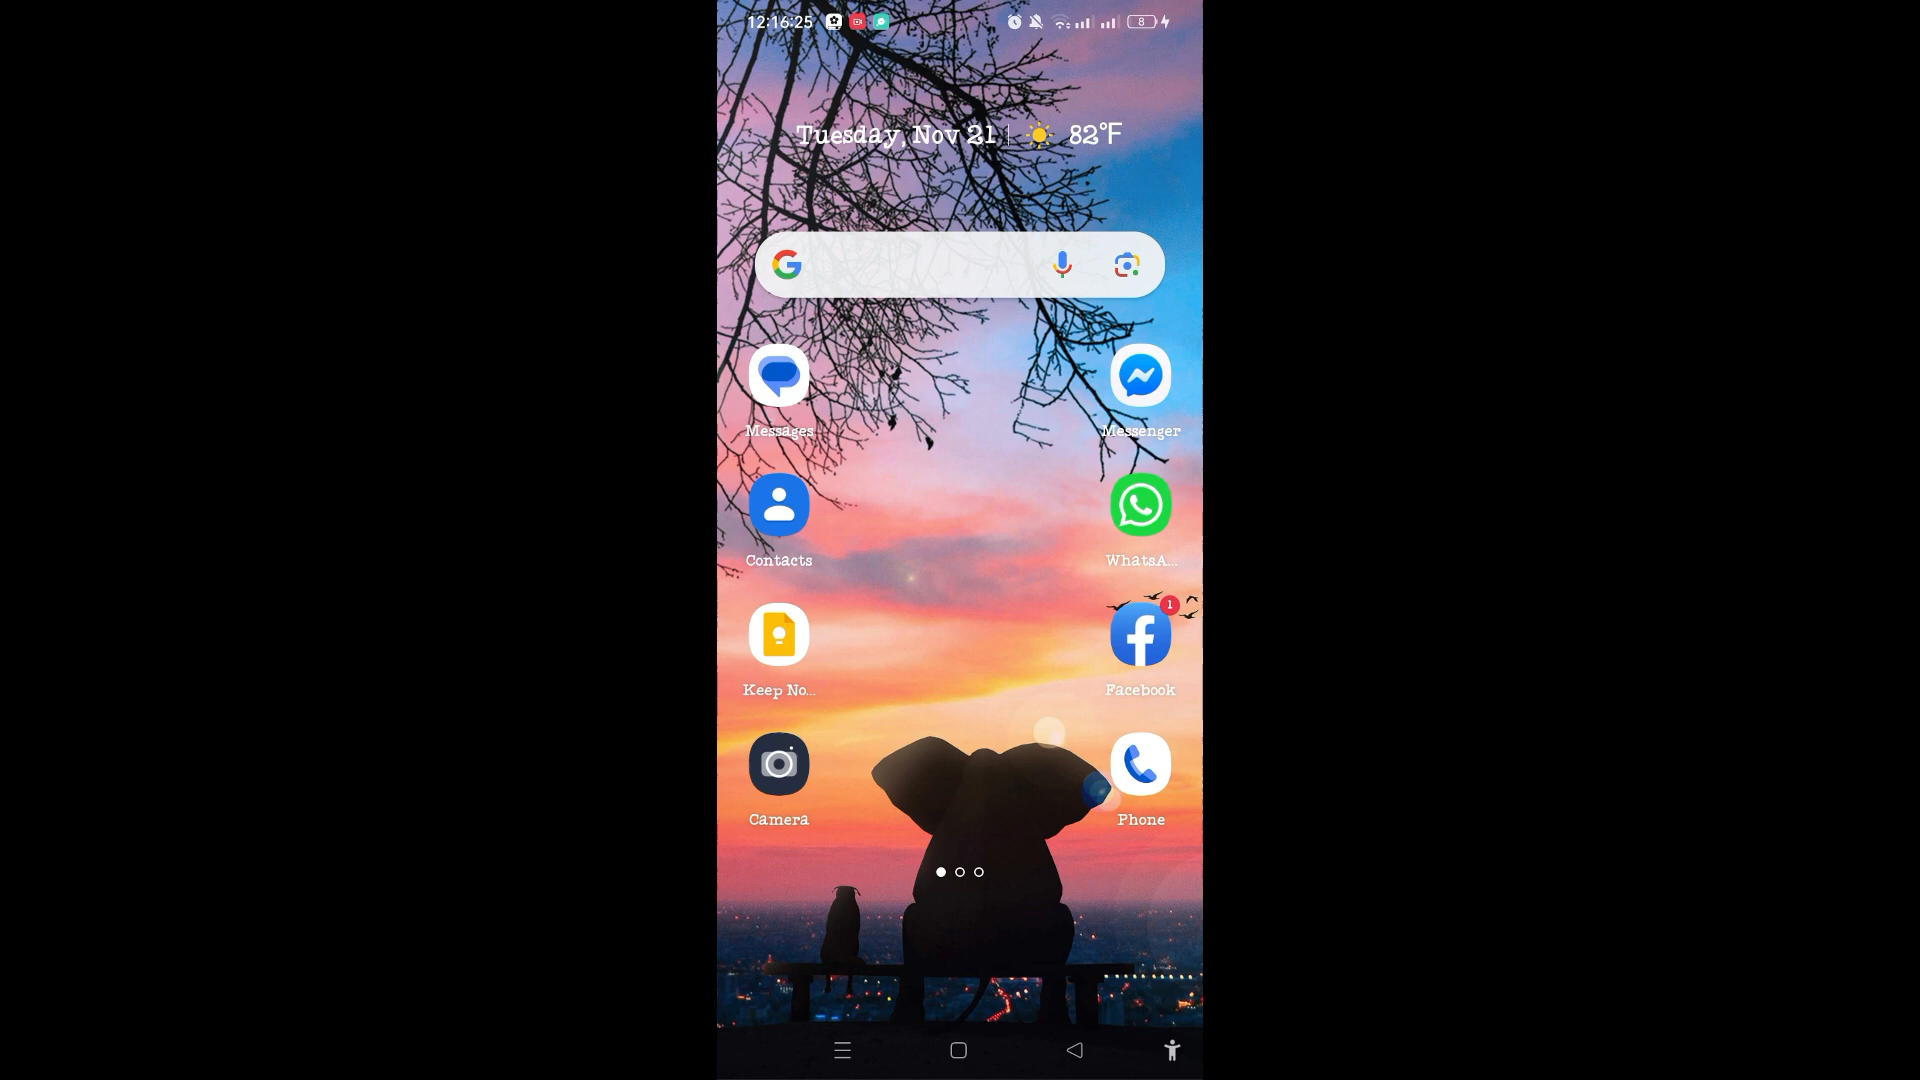 12:16:25
8
Tuesday, Nov 21 | 82°F
Messages
Messenger
Contacts
WhatsA...
1
Keep No...
Facebook
Camera
Phone